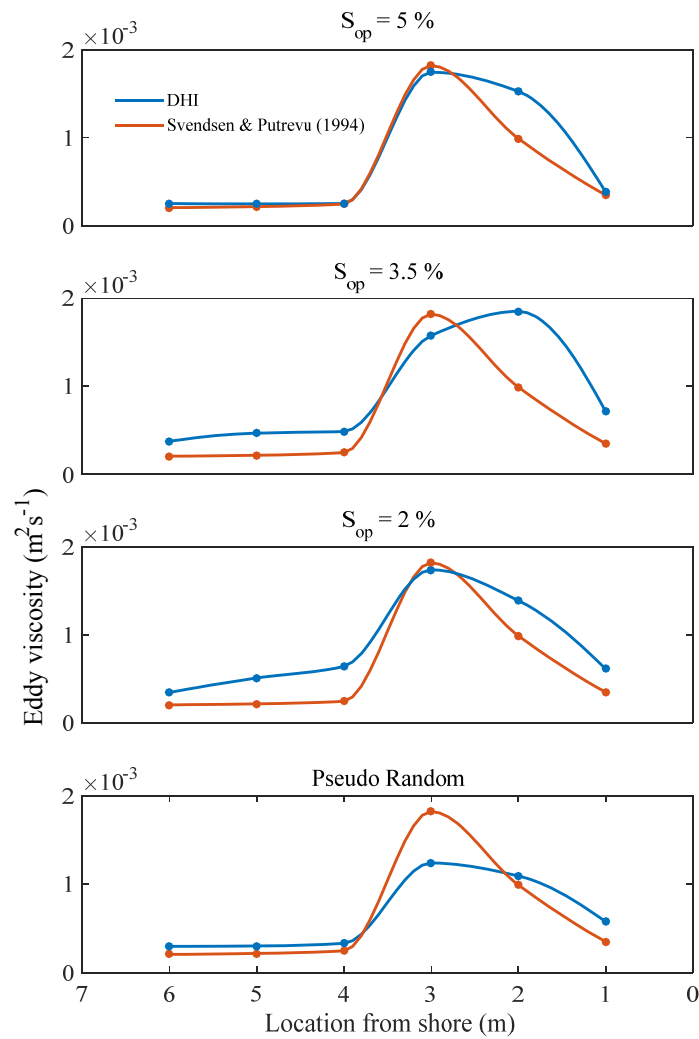 S_op = 5 %
×10^-3
2
DHI
Svendsen & Putrevu (1994)
1
0
S_op = 3.5 %
×10^-3
2
1
0
S_op = 2 %
×10^-3
2
1
0
Eddy viscosity (m^2s^-1)
Pseudo Random
×10^-3
2
1
0
7 6 5 4 3 2 1 0
Location from shore (m)